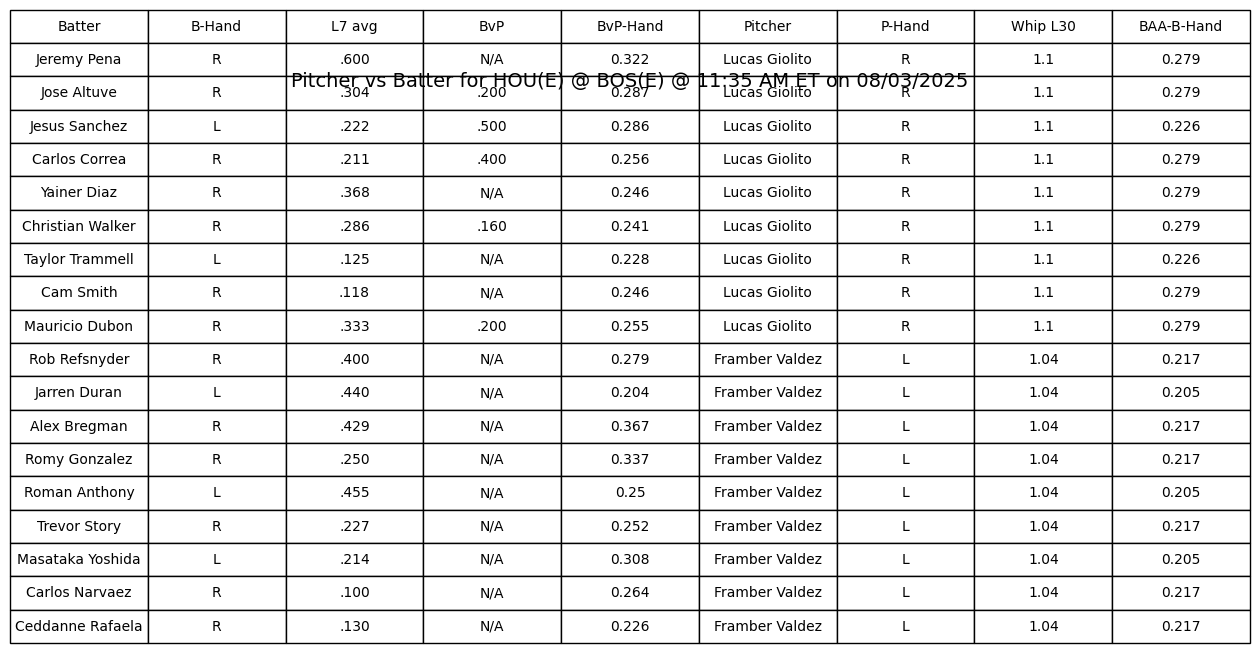 Batter B-Hand L7 avg BvP BvP-Hand Pitcher P-Hand Whip L30 BAA-B-Hand
Jeremy Pena R .600 N/A 0.322 Lucas Giolito R 1.1 0.279
Pitcher vs Batter for HOU(E) @ BOS(E) @ 11:35 AM ET on 08/03/2025
Jose Altuve R .304 .200 0.287 Lucas Giolito R 1.1 0.279
Jesus Sanchez L .222 .500 0.286 Lucas Giolito R 1.1 0.226
Carlos Correa R .211 .400 0.256 Lucas Giolito R 1.1 0.279
Yainer Diaz R .368 N/A 0.246 Lucas Giolito R 1.1 0.279
Christian Walker R .286 .160 0.241 Lucas Giolito R 1.1 0.279
Taylor Trammell L .125 N/A 0.228 Lucas Giolito R 1.1 0.226
Cam Smith R .118 N/A 0.246 Lucas Giolito R 1.1 0.279
Mauricio Dubon R .333 .200 0.255 Lucas Giolito R 1.1 0.279
Rob Refsnyder R .400 N/A 0.279 Framber Valdez L 1.04 0.217
Jarren Duran L .440 N/A 0.204 Framber Valdez L 1.04 0.205
Alex Bregman R .429 N/A 0.367 Framber Valdez L 1.04 0.217
Romy Gonzalez R .250 N/A 0.337 Framber Valdez L 1.04 0.217
Roman Anthony L .455 N/A 0.25 Framber Valdez L 1.04 0.205
Trevor Story R .227 N/A 0.252 Framber Valdez L 1.04 0.217
Masataka Yoshida L .214 N/A 0.308 Framber Valdez L 1.04 0.205
Carlos Narvaez R .100 N/A 0.264 Framber Valdez L 1.04 0.217
Ceddanne Rafaela R .130 N/A 0.226 Framber Valdez L 1.04 0.217